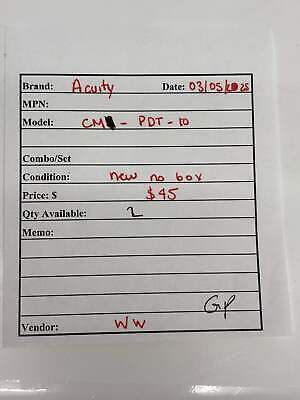 Brand: Acuity Date: 03/05/2025
MPN:
Model: CM - PDT - 10
Combo/Set
Condition: new no box
Price: $ $45
Qty Available: 2
Memo:
GP
Vendor: WW